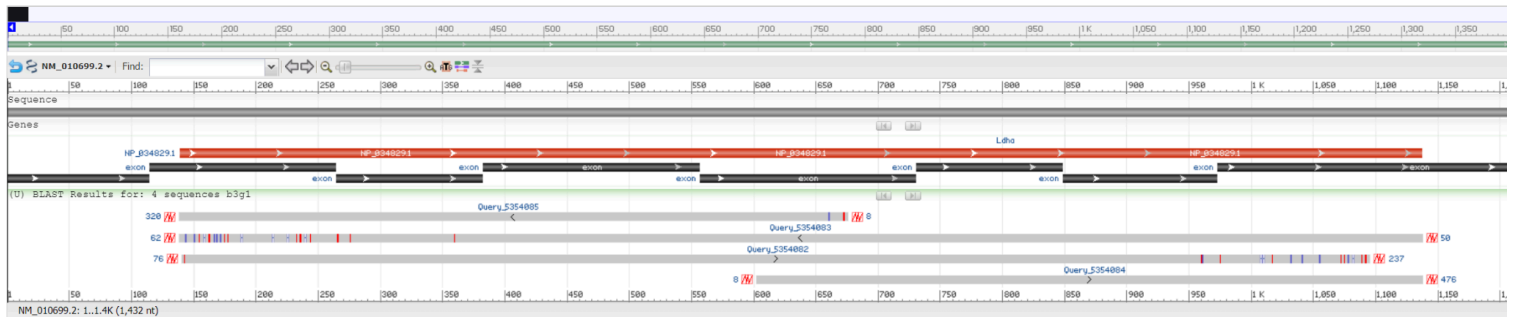 50 100 150 200 250 300 350 400 450 500 550 600 650 700 750 800 850 900 950 1K 1,050 1,100 1,150 1,200 1,250 1,300 1,350
NM_010699.2 Find:
1 50 100 150 200 250 300 350 400 450 500 550 600 650 700 750 800 850 900 950 1 K 1,050 1,100 1,150 1,
Sequence
Genes
Ldha
NP_034829.1 NP_034829.1 NP_034829.1 NP_034829.1
exon exon exon exon exon exon
exon exon exon exon
(U) BLAST Results for: 4 sequences b3g1
Query_5354085
320 8
Query_5354083
62 50
Query_5354082
76 237
Query_5354084
8 476
1 50 100 150 200 250 300 350 400 450 500 550 600 650 700 750 800 850 900 950 1 K 1,050 1,100 1,150 1,
NM_010699.2: 1..1.4K (1,432 nt)